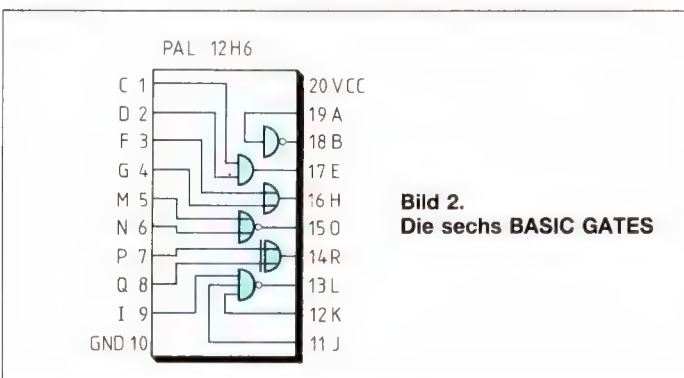 PAL 12H6
C 1
D 2
F 3
G 4
M 5
N 6
P 7
Q 8
I 9
GND 10
20 VCC
19 A
18 B
17 E
16 H
15 O
14 R
13 L
12 K
11 J
Bild 2.
Die sechs BASIC GATES